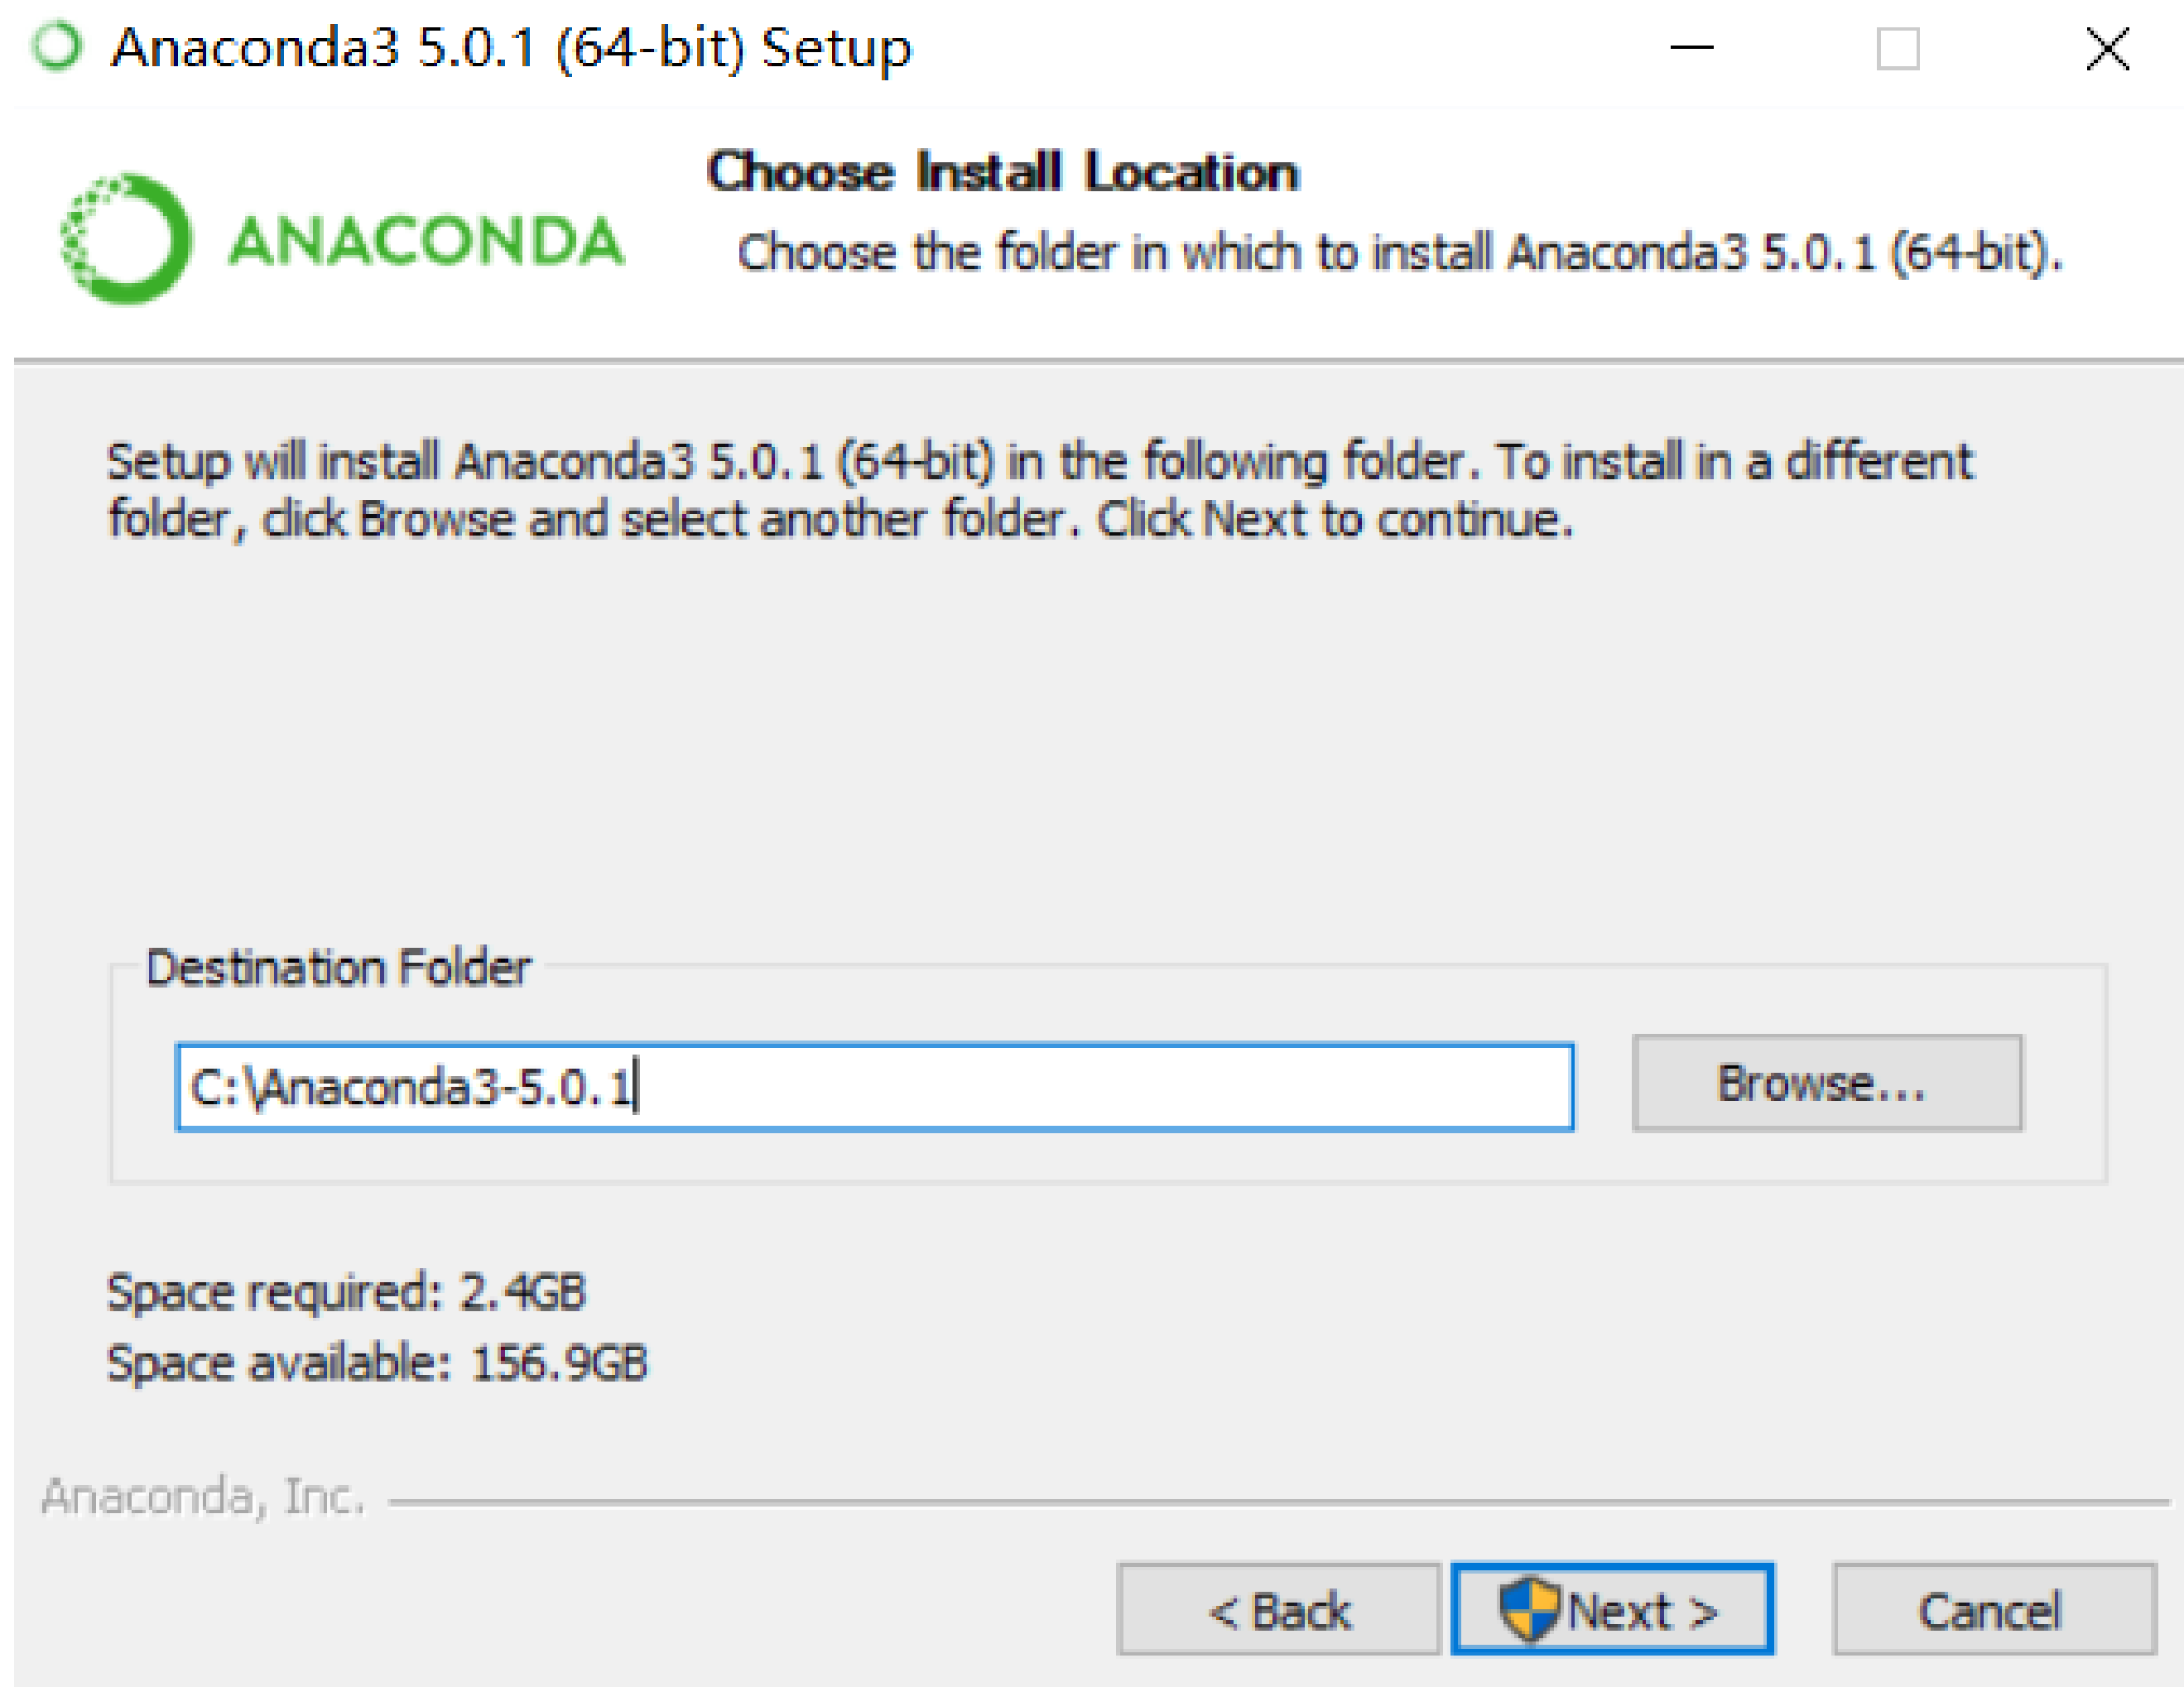 Anaconda3 5.0.1 (64-bit) Setup
ANACONDA
Choose Install Location
Choose the folder in which to install Anaconda3 5.0.1 (64-bit).
Setup will install Anaconda3 5.0.1 (64-bit) in the following folder. To install in a different
folder, click Browse and select another folder. Click Next to continue.
Destination Folder
C:\Anaconda3-5.0.1
Browse...
Space required: 2.4GB
Space available: 156.9GB
Anaconda, Inc.
< Back
Next >
Cancel